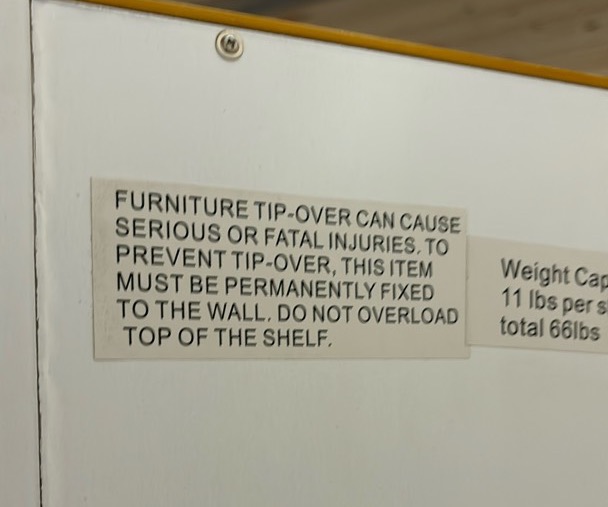 FURNITURE TIP-OVER CAN CAUSE
SERIOUS OR FATAL INJURIES. TO
PREVENT TIP-OVER, THIS ITEM
MUST BE PERMANENTLY FIXED
TO THE WALL. DO NOT OVERLOAD
TOP OF THE SHELF.
Weight Cap
11 lbs per s
total 66lbs